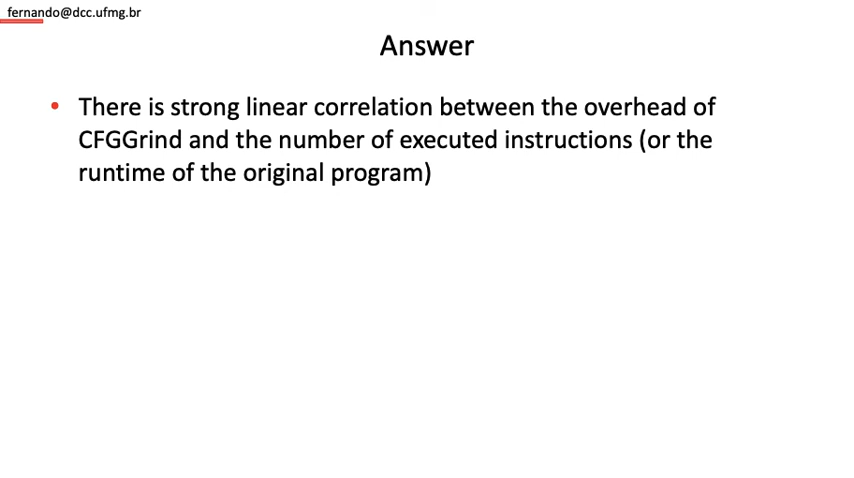 fernando@dcc.ufmg.br
Answer
• There is strong linear correlation between the overhead of
CFGGrind and the number of executed instructions (or the
runtime of the original program)